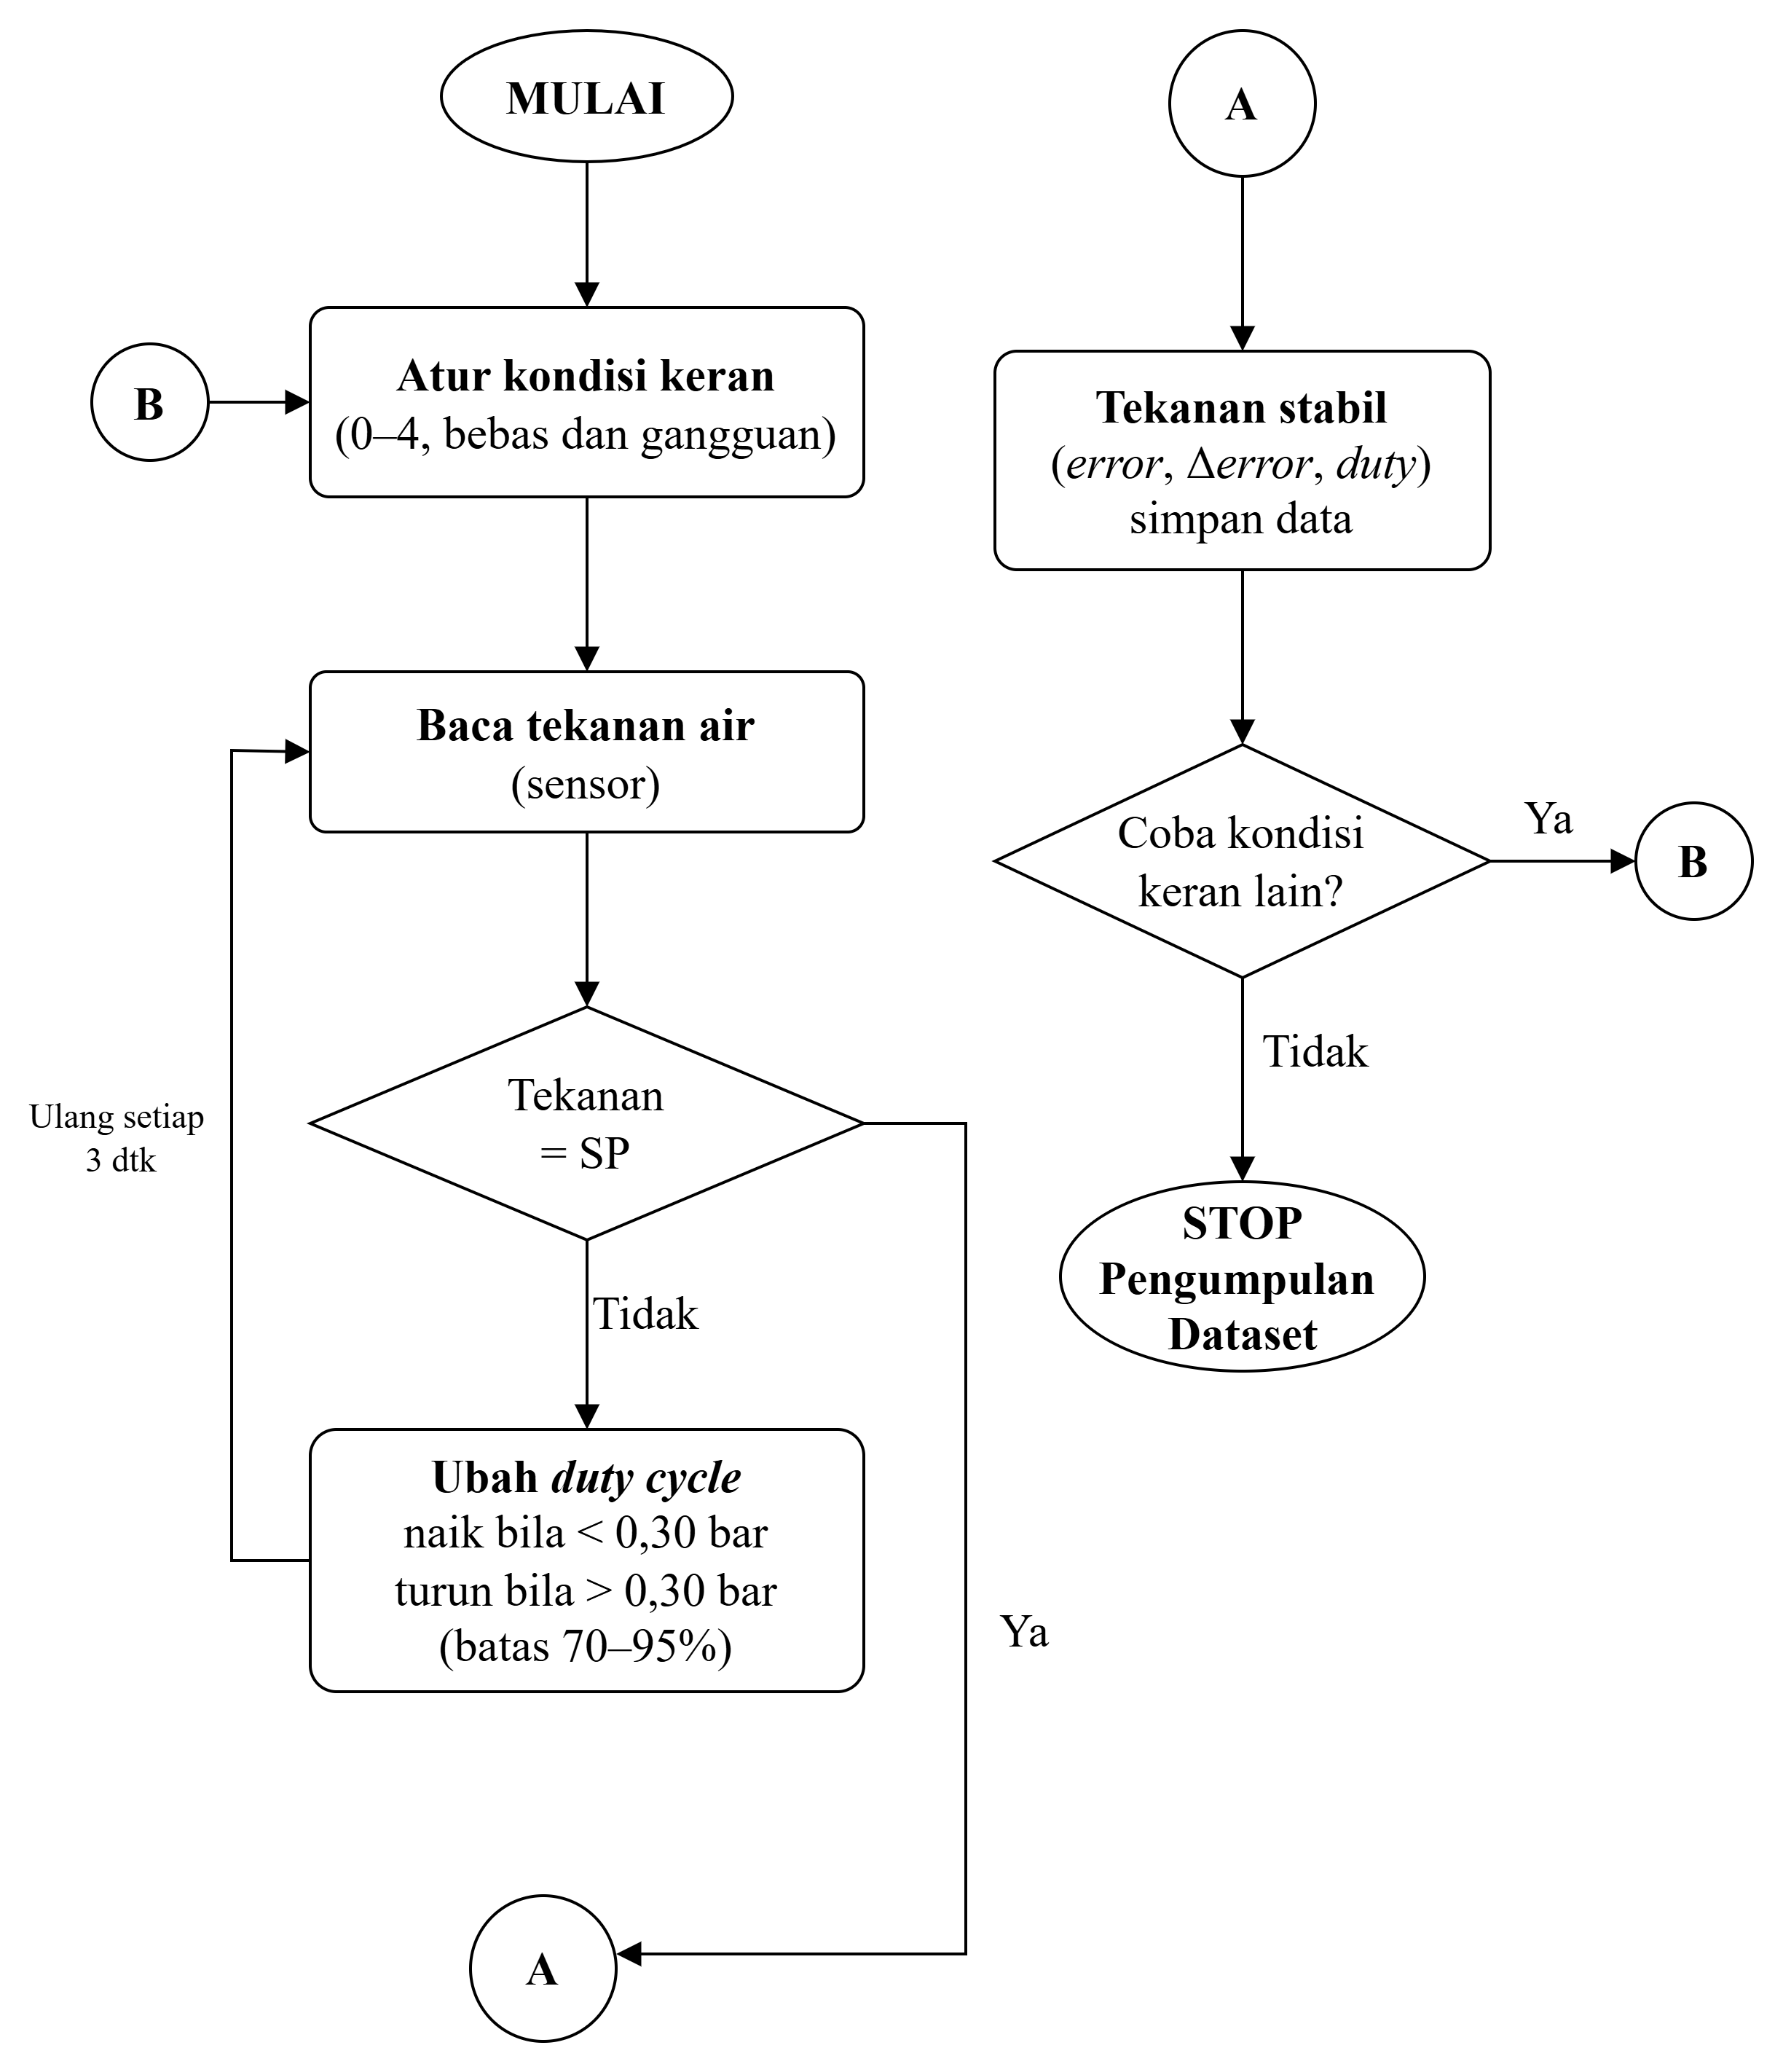 MULAI
B
Atur kondisi keran
(0–4, bebas dan gangguan)
Baca tekanan air
(sensor)
Tekanan
= SP
Ulang setiap
3 dtk
Tidak
Ubah duty cycle
naik bila < 0,30 bar
turun bila > 0,30 bar
(batas 70–95%)
Ya
A
A
Tekanan stabil
(error, Δerror, duty)
simpan data
Coba kondisi
keran lain?
Ya
B
Tidak
STOP
Pengumpulan
Dataset